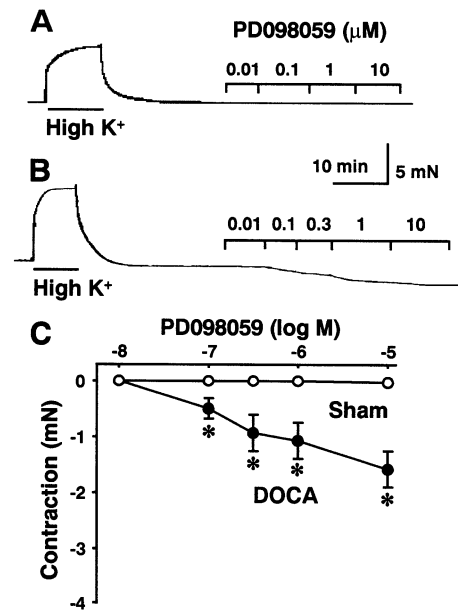 A
PD098059 (μM)
0.01 0.1 1 10
High K+
10 min
5 mN
B
0.01 0.1 0.3 1 10
High K+
C
PD098059 (log M)
-8 -7 -6 -5
0
-1
-2
-3
-4
Contraction (mN)
Sham
*
*
*
*
DOCA